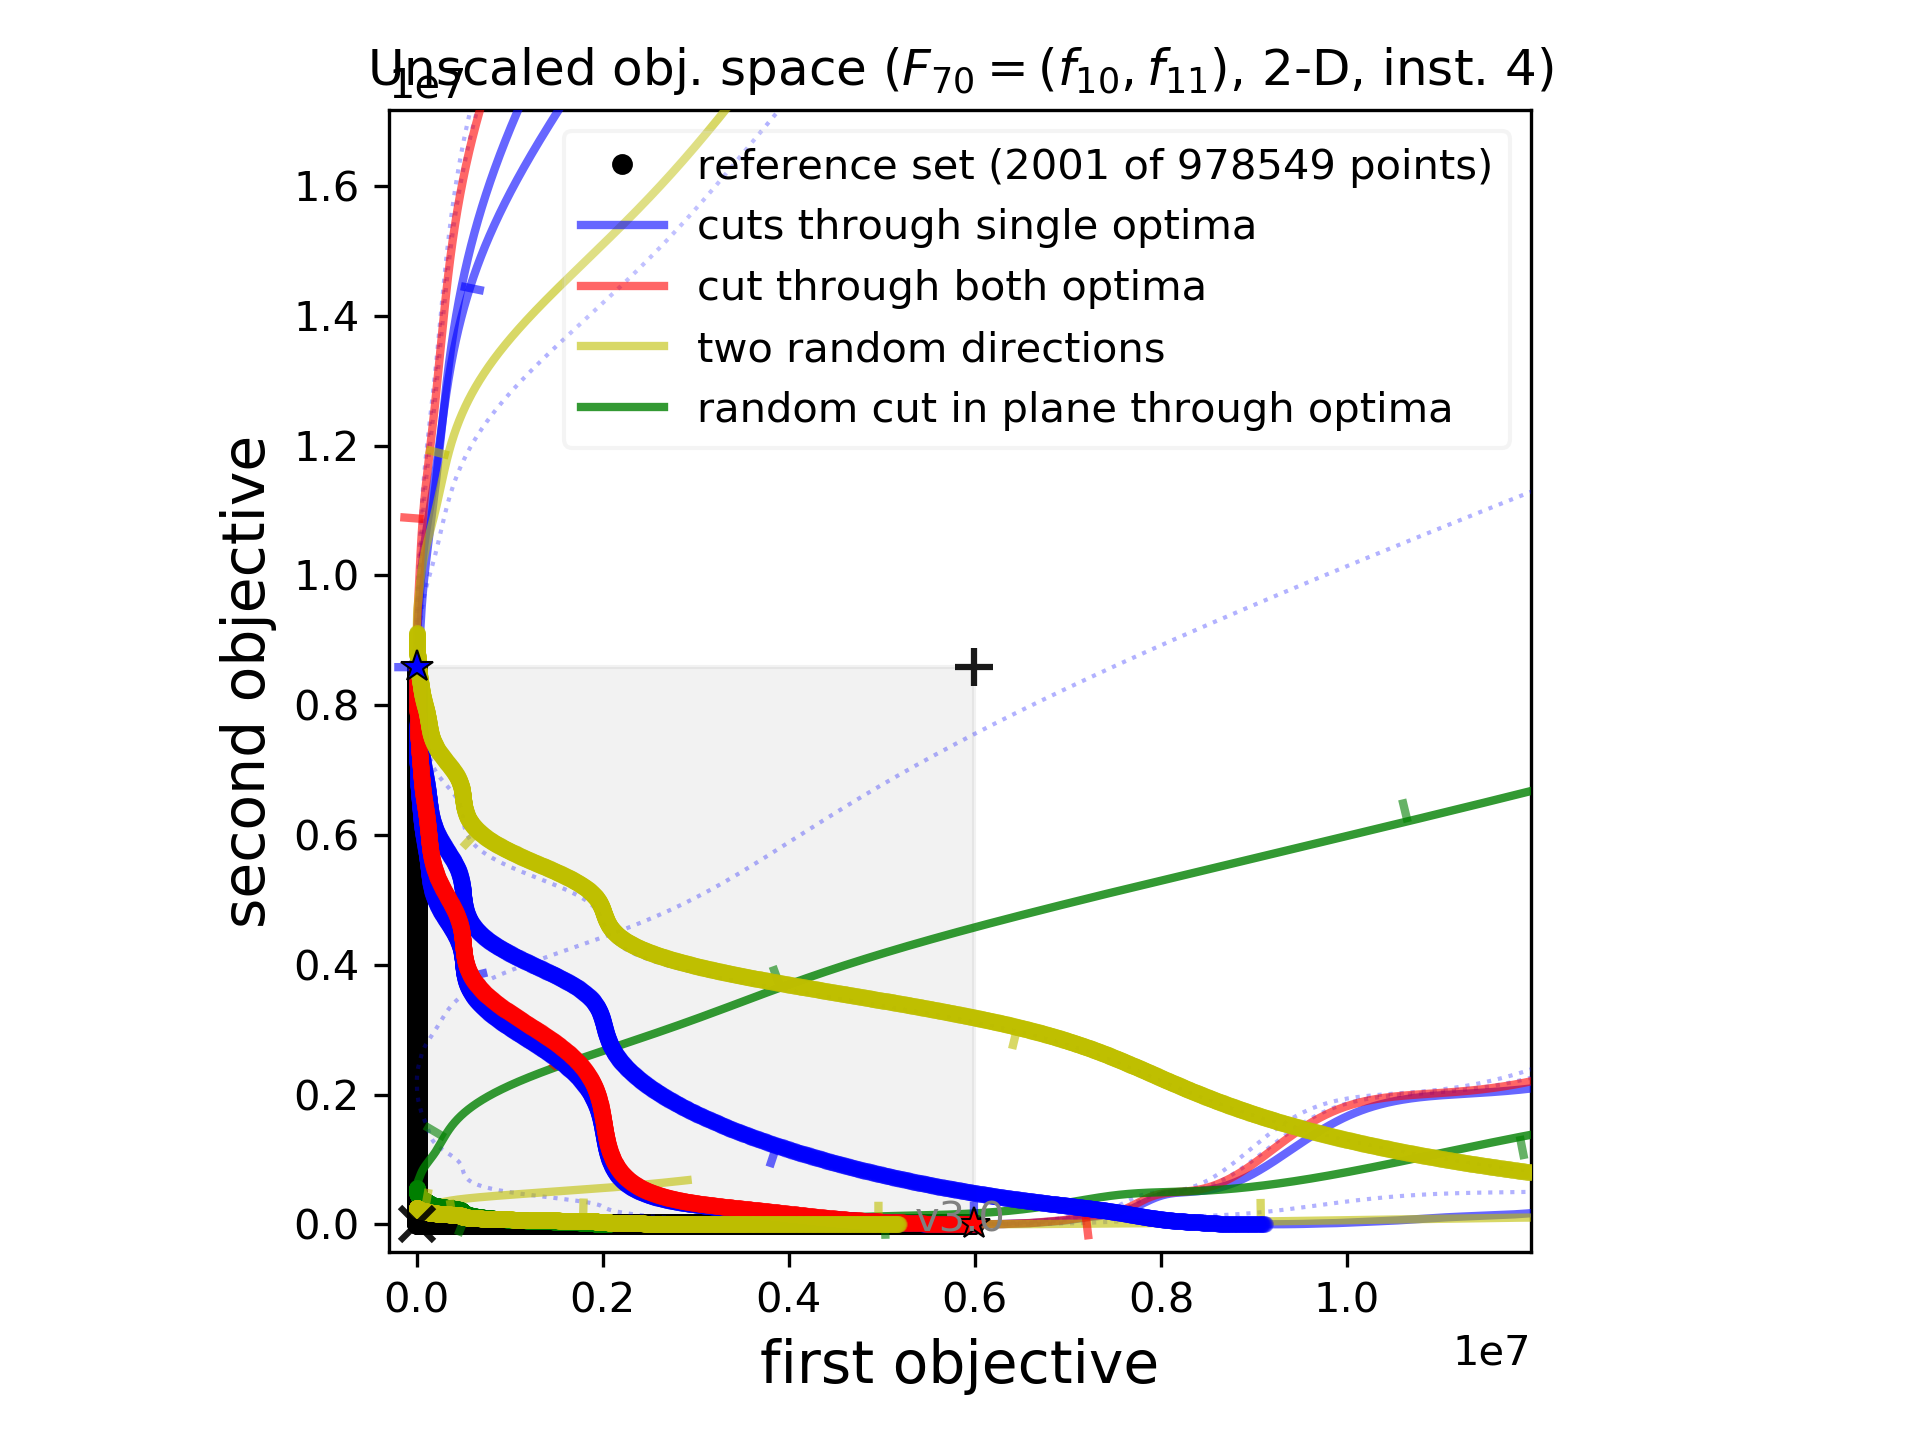 Unscaled obj. space (F₇₀ = (f₁₀, f₁₁), 2-D, inst. 4)
1e7
reference set (2001 of 978549 points)
cuts through single optima
cut through both optima
two random directions
random cut in plane through optima
1.6
1.4
1.2
1.0
0.8
0.6
0.4
0.2
0.0
second objective
v3.0
0.0 0.2 0.4 0.6 0.8 1.0
1e7
first objective